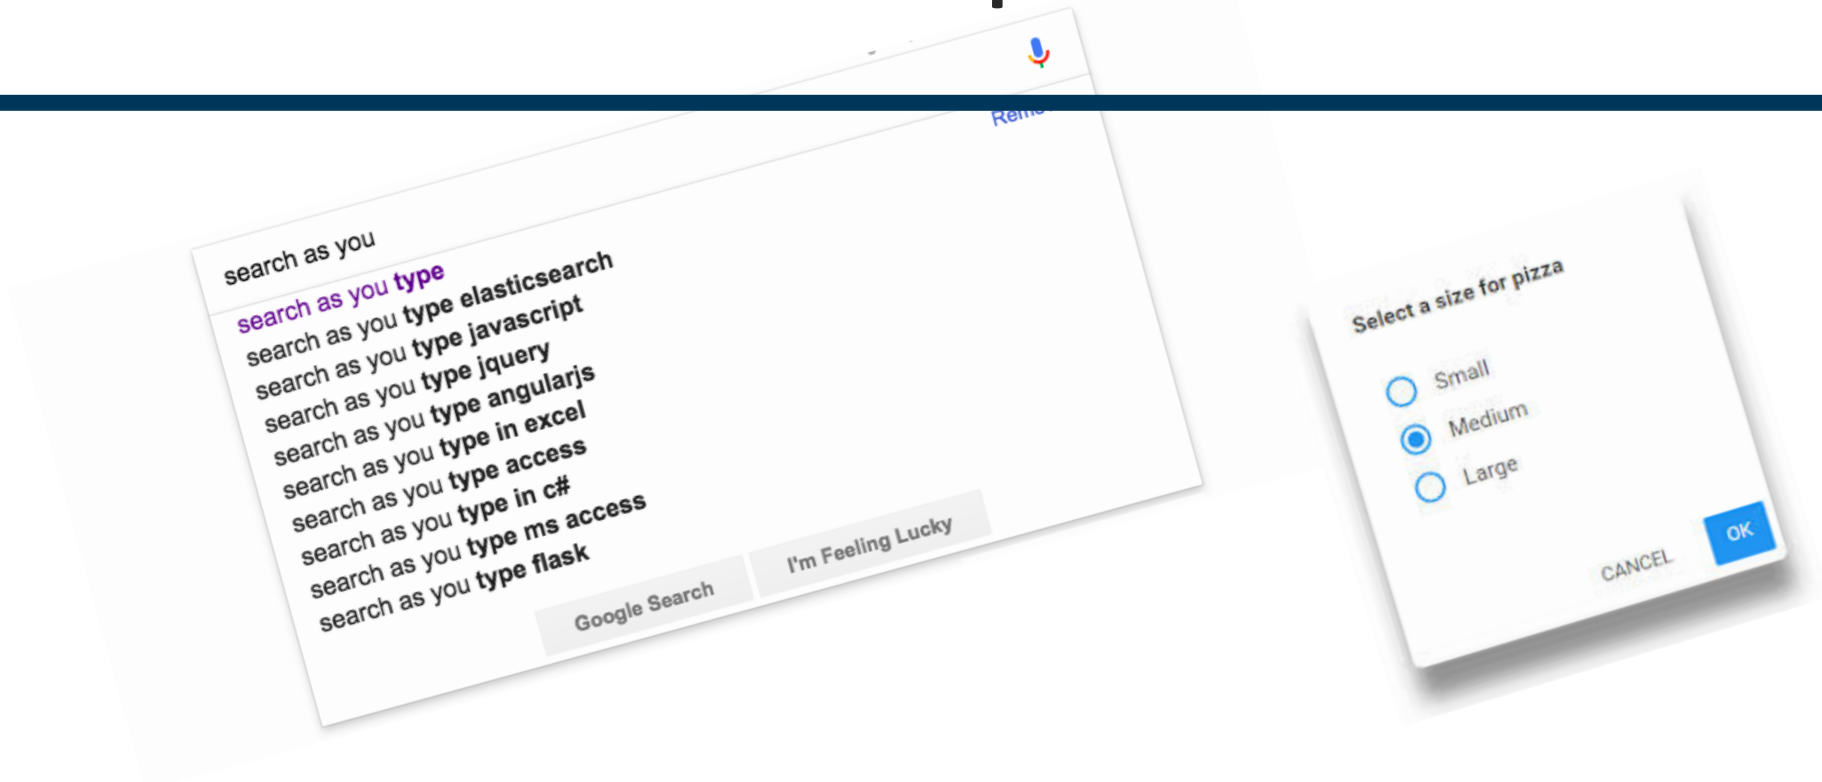 Remo
search as you
search as you type
search as you type elasticsearch
search as you type javascript
search as you type jquery
search as you type angularjs
search as you type in excel
search as you type access
search as you type in c#
search as you type ms access
search as you type flask
Google Search
I'm Feeling Lucky
Select a size for pizza
Small
Medium
Large
CANCEL
OK